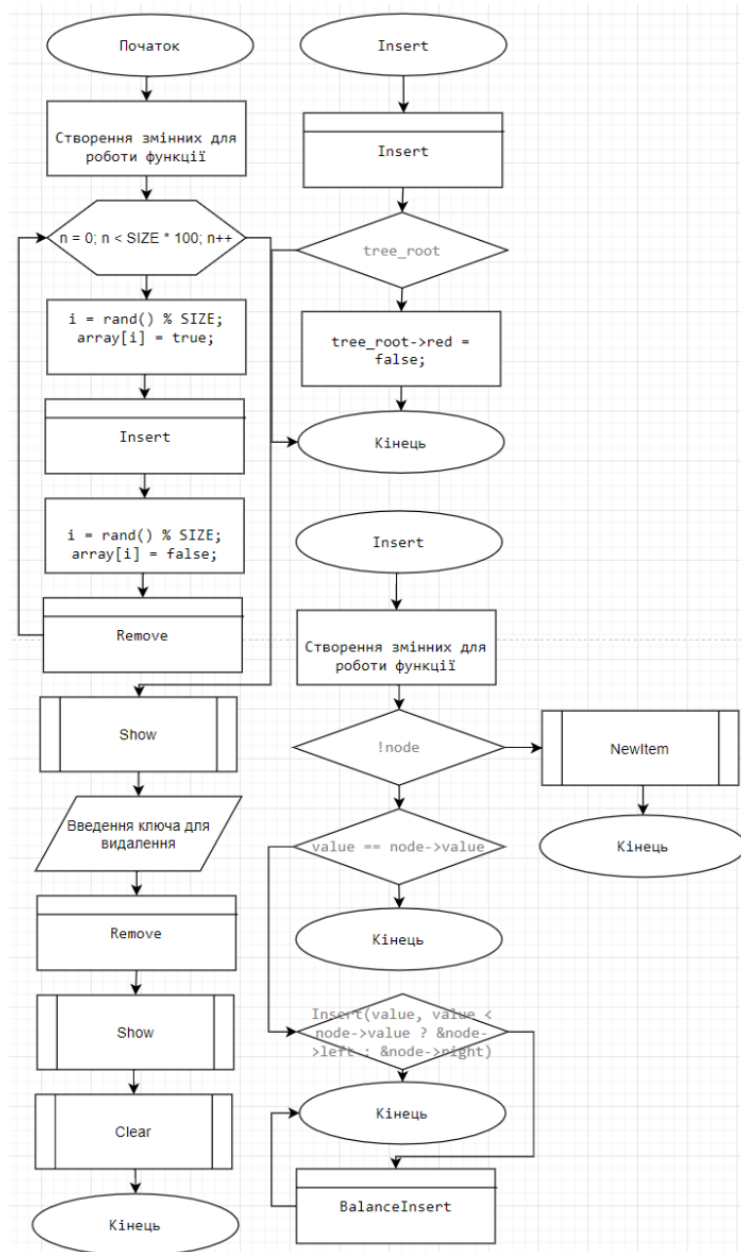 Початок
Створення змінних для
роботи функції
n = 0; n < SIZE * 100; n++
i = rand() % SIZE;
array[i] = true;
Insert
i = rand() % SIZE;
array[i] = false;
Remove
Show
Введення ключа для
видалення
Remove
Show
Clear
Кінець
Insert
Insert
tree_root
tree_root->red =
false;
Кінець
Insert
Створення змінних для
роботи функції
!node
NewItem
Кінець
value == node->value
Кінець
Insert(value, value <
node->value ? &node-
>left : &node->right)
Кінець
BalanceInsert